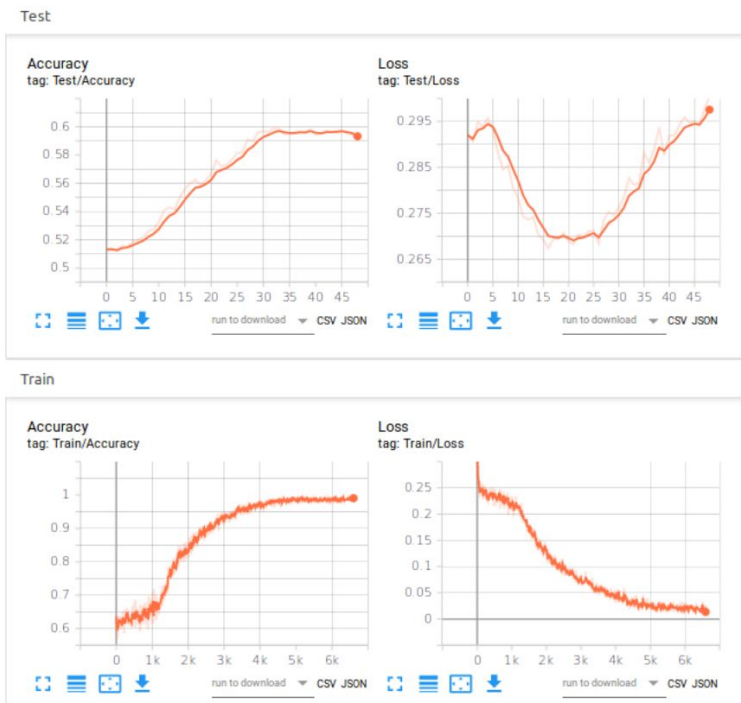 Test
Accuracy
tag: Test/Accuracy
0.6
0.58
0.56
0.54
0.52
0.5
0 5 10 15 20 25 30 35 40 45
run to download CSV JSON
Loss
tag: Test/Loss
0.295
0.285
0.275
0.265
0 5 10 15 20 25 30 35 40 45
run to download CSV JSON
Train
Accuracy
tag: Train/Accuracy
1
0.9
0.8
0.7
0.6
0 1k 2k 3k 4k 5k 6k
run to download CSV JSON
Loss
tag: Train/Loss
0.25
0.2
0.15
0.1
0.05
0
0 1k 2k 3k 4k 5k 6k
run to download CSV JSON